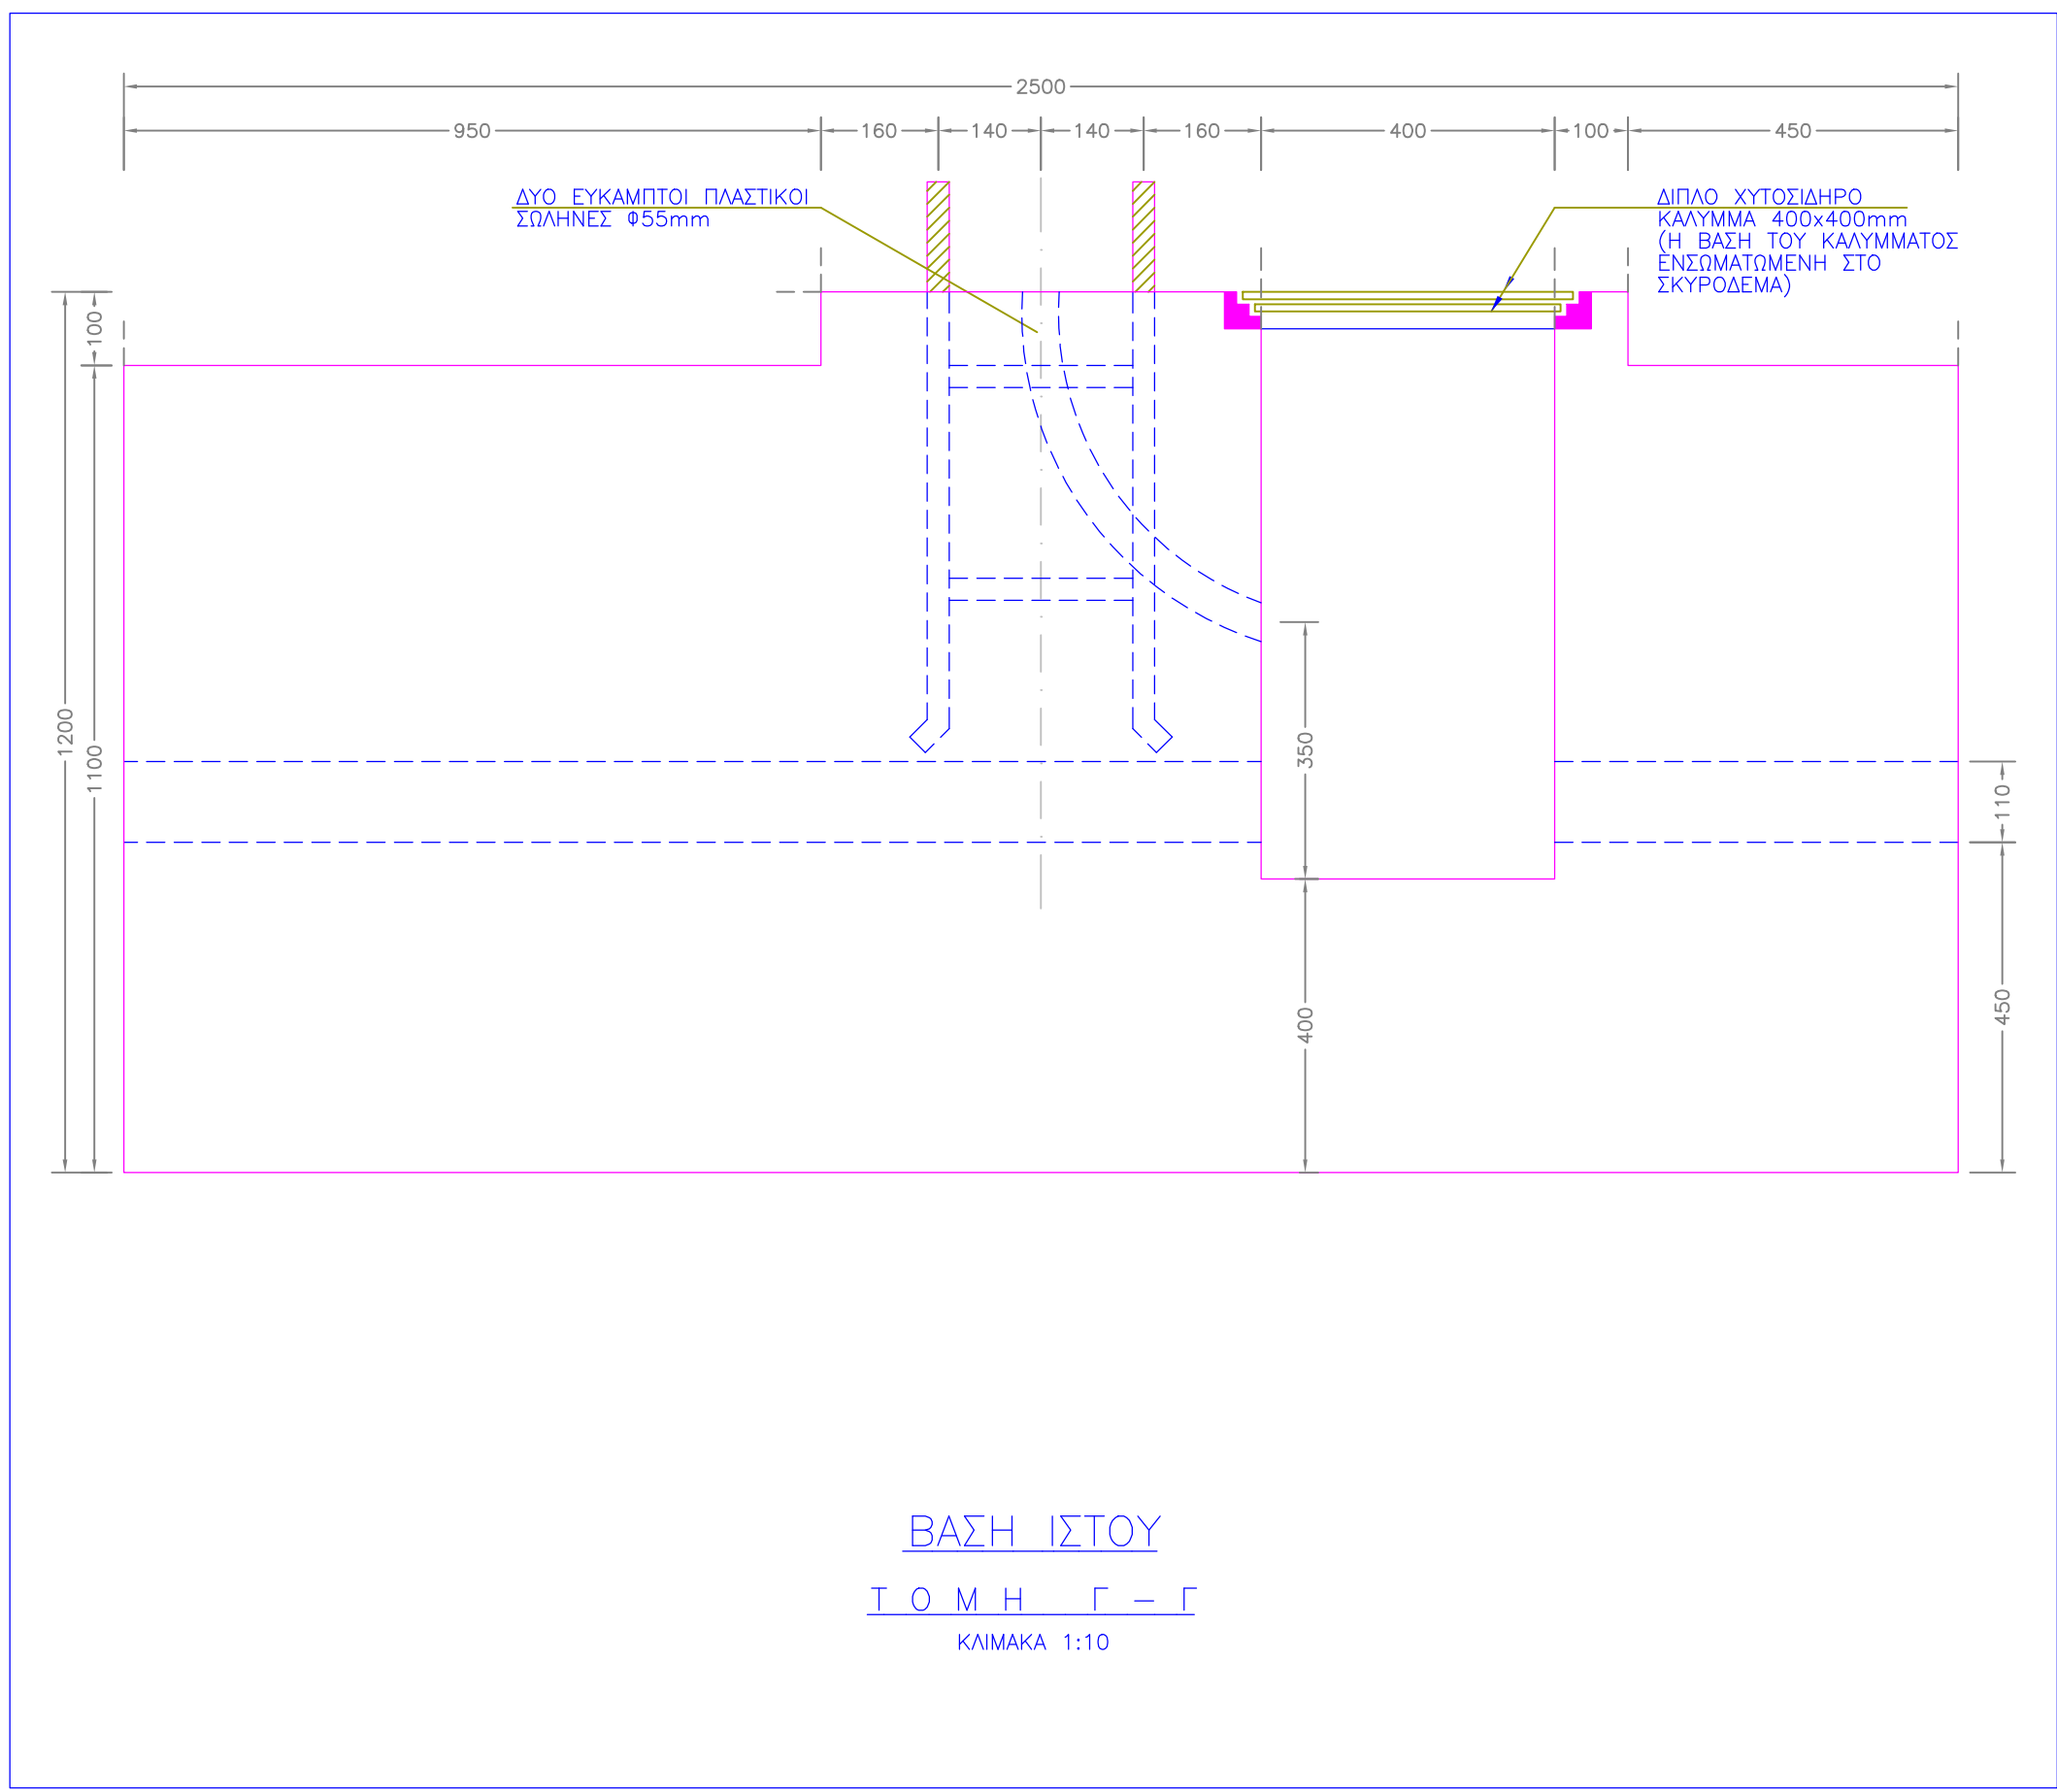 2500
950 160 140 140 160 400 100 450
ΔΥΟ ΕΥΚΑΜΠΤΟΙ ΠΛΑΣΤΙΚΟΙ
ΣΩΛΗΝΕΣ Φ55mm
ΔΙΠΛΟ ΧΥΤΟΣΙΔΗΡΟ
ΚΑΛΥΜΜΑ 400x400mm
(Η ΒΑΣΗ ΤΟΥ ΚΑΛΥΜΜΑΤΟΣ
ΕΝΣΩΜΑΤΩΜΕΝΗ ΣΤΟ
ΣΚΥΡΟΔΕΜΑ)
100
1200
1100
350
110
400
450
ΒΑΣΗ ΙΣΤΟΥ
Τ Ο Μ Η Γ – Γ
ΚΛΙΜΑΚΑ 1:10